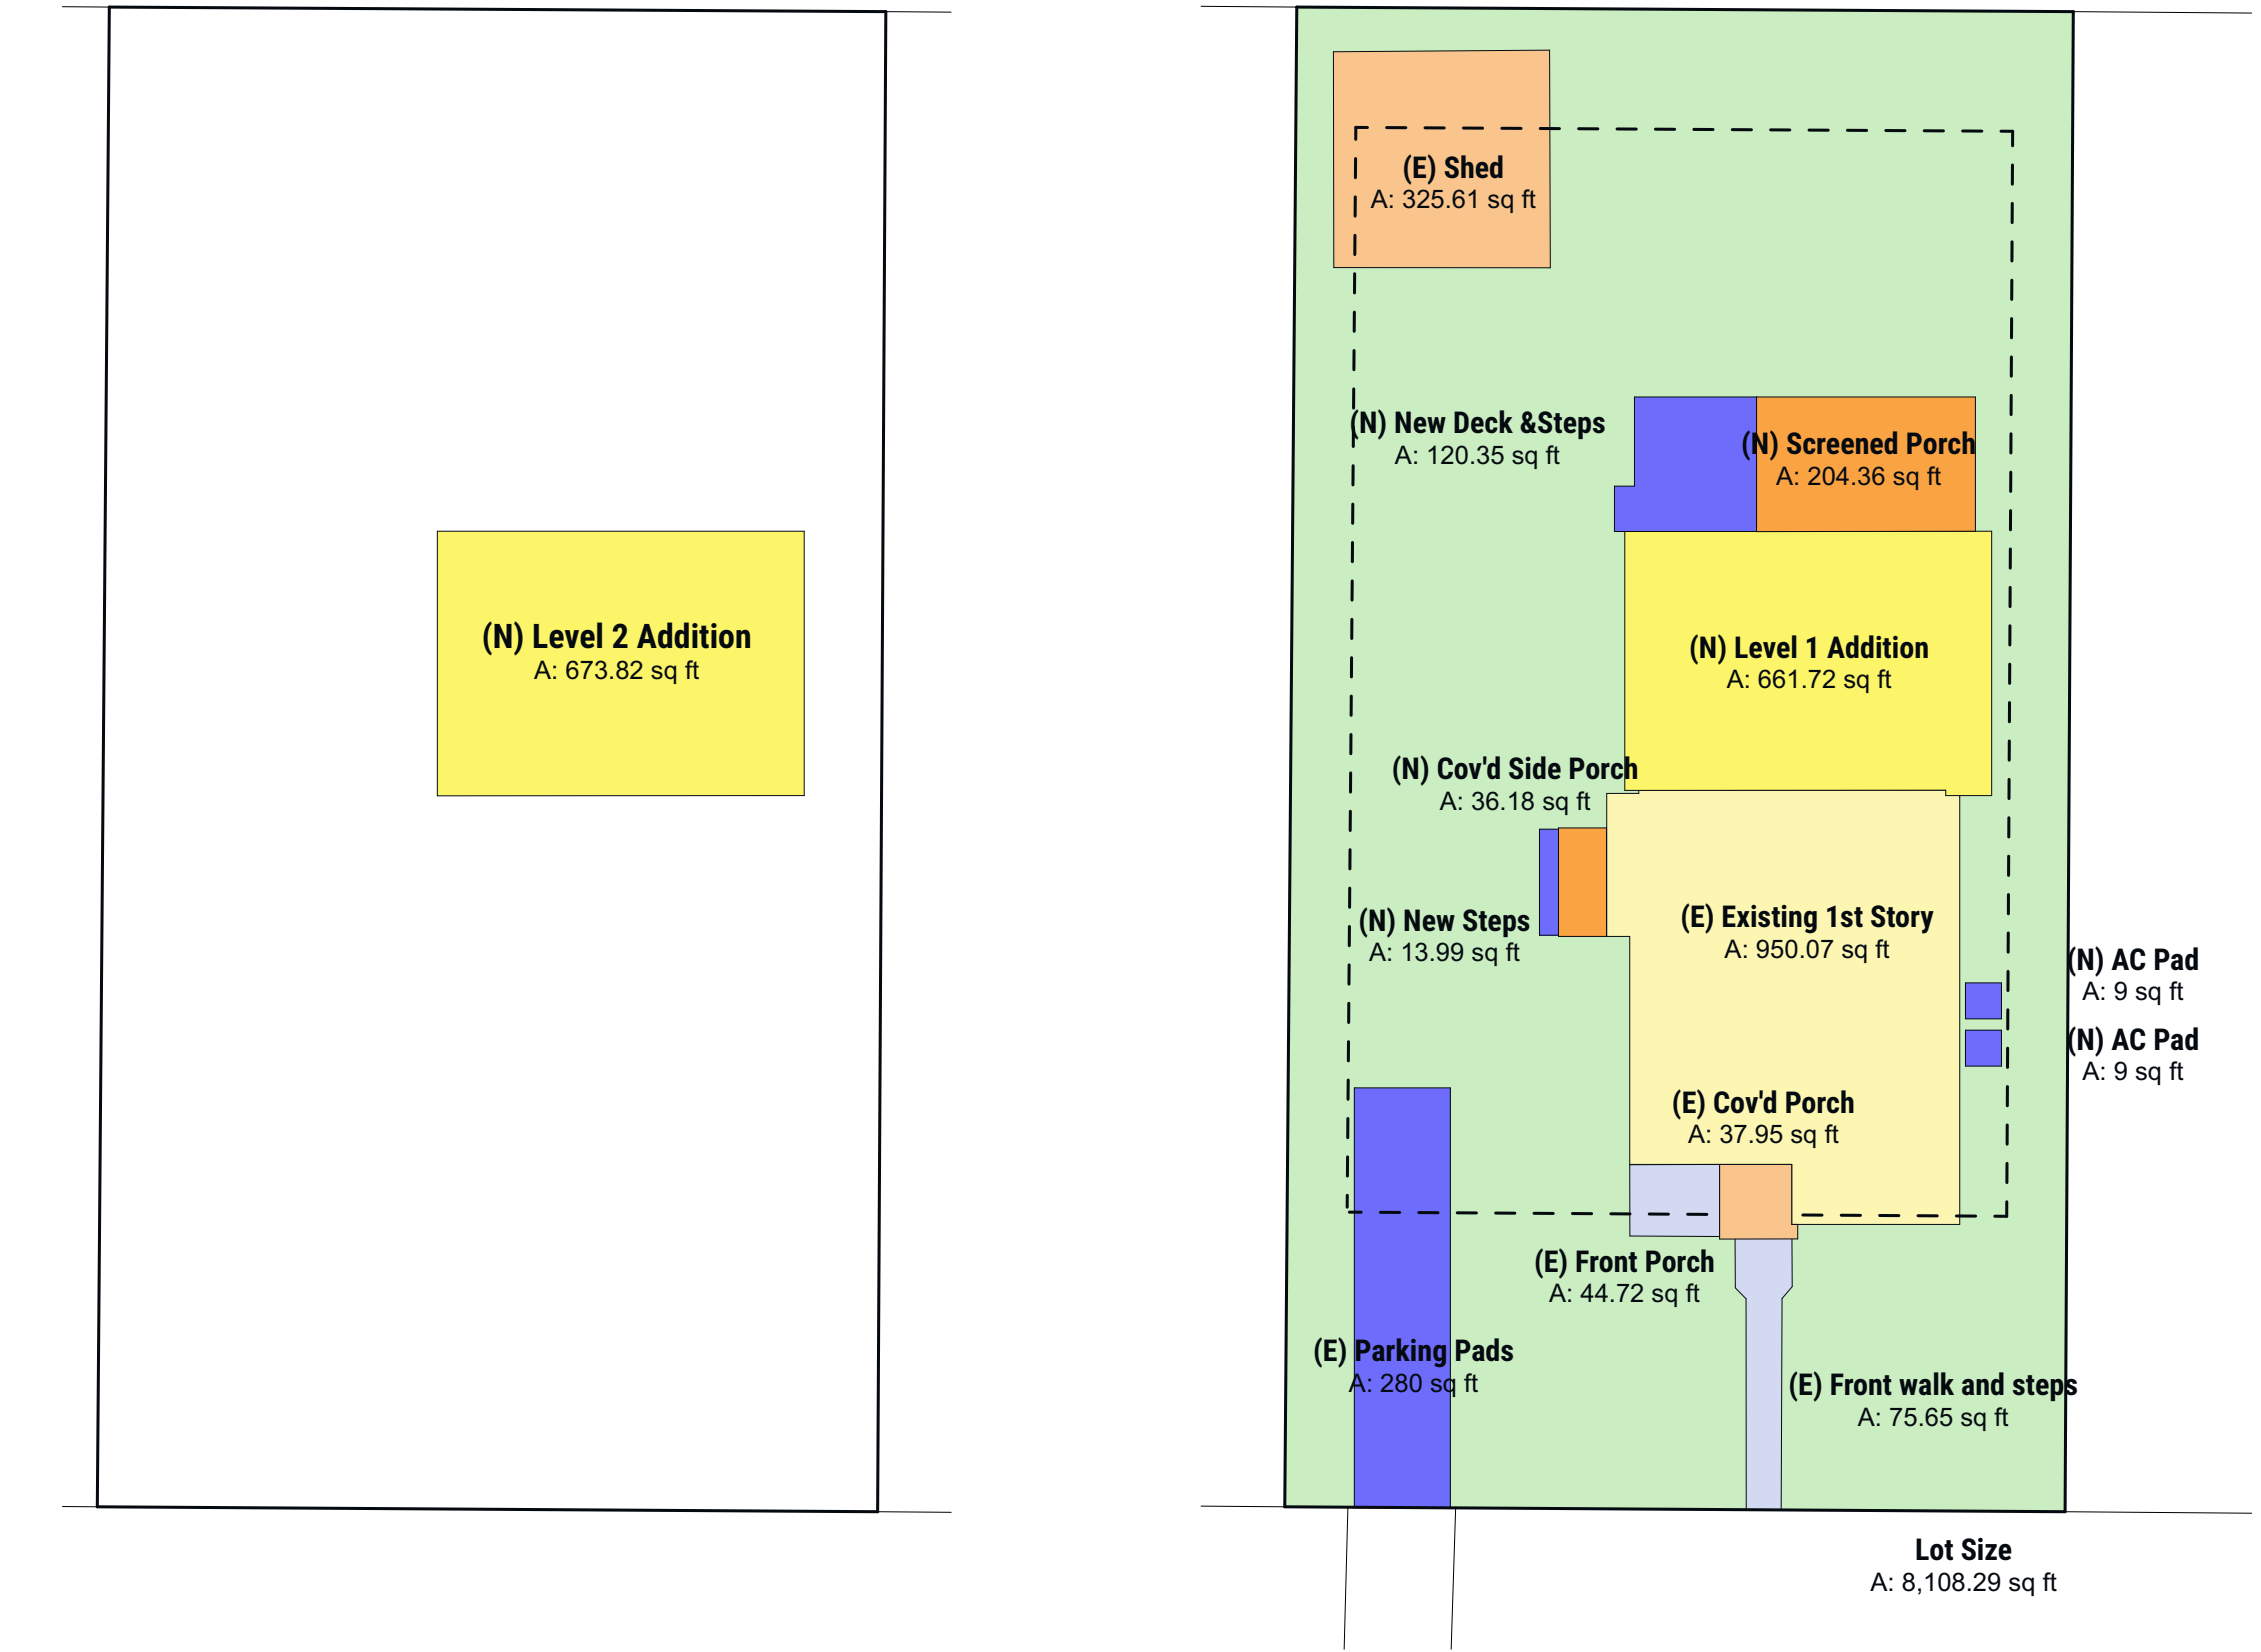 (E) Shed
A: 325.61 sq ft
(N) New Deck &Steps
A: 120.35 sq ft
(N) Screened Porch
A: 204.36 sq ft
(N) Level 2 Addition
A: 673.82 sq ft
(N) Level 1 Addition
A: 661.72 sq ft
(N) Cov'd Side Porch
A: 36.18 sq ft
(N) New Steps
A: 13.99 sq ft
(E) Existing 1st Story
A: 950.07 sq ft
(N) AC Pad
A: 9 sq ft
(N) AC Pad
A: 9 sq ft
(E) Cov'd Porch
A: 37.95 sq ft
(E) Front Porch
A: 44.72 sq ft
(E) Parking Pads
A: 280 sq ft
(E) Front walk and steps
A: 75.65 sq ft
Lot Size
A: 8,108.29 sq ft